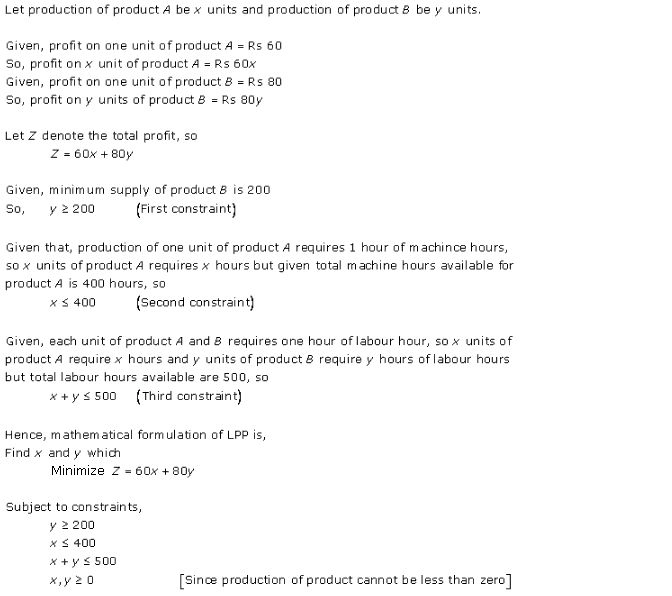 Let production of product A be x units and production of product B be y units.
Given, profit on one unit of product A = Rs 60
So, profit on x unit of product A = Rs 60x
Given, profit on one unit of product B = Rs 80
So, profit on y units of product B = Rs 80y
Let Z denote the total profit, so
Z = 60x + 80y
Given, minimum supply of product B is 200
So, y ≥ 200 (First constraint)
Given that, production of one unit of product A requires 1 hour of machince hours,
so x units of product A requires x hours but given total machine hours available for
product A is 400 hours, so
x ≤ 400 (Second constraint)
Given, each unit of product A and B requires one hour of labour hour, so x units of
product A require x hours and y units of product B require y hours of labour hours
but total labour hours available are 500, so
x + y ≤ 500 (Third constraint)
Hence, mathematical formulation of LPP is,
Find x and y which
Minimize Z = 60x + 80y
Subject to constraints,
y ≥ 200
x ≤ 400
x + y ≤ 500
x, y ≥ 0 [Since production of product cannot be less than zero]